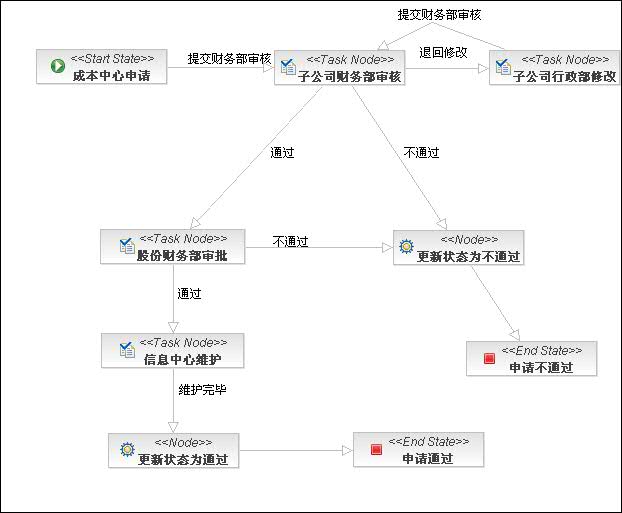 提交财务部审核
<<Start State>>
成本中心申请
提交财务部审核
<<Task Node>>
子公司财务部审核
退回修改
<<Task Node>>
子公司行政部修改
通过
不通过
<<Task Node>>
股份财务部审批
不通过
<<Node>>
更新状态为不通过
通过
<<Task Node>>
信息中心维护
<<End State>>
申请不通过
维护完毕
<<Node>>
更新状态为通过
<<End State>>
申请通过